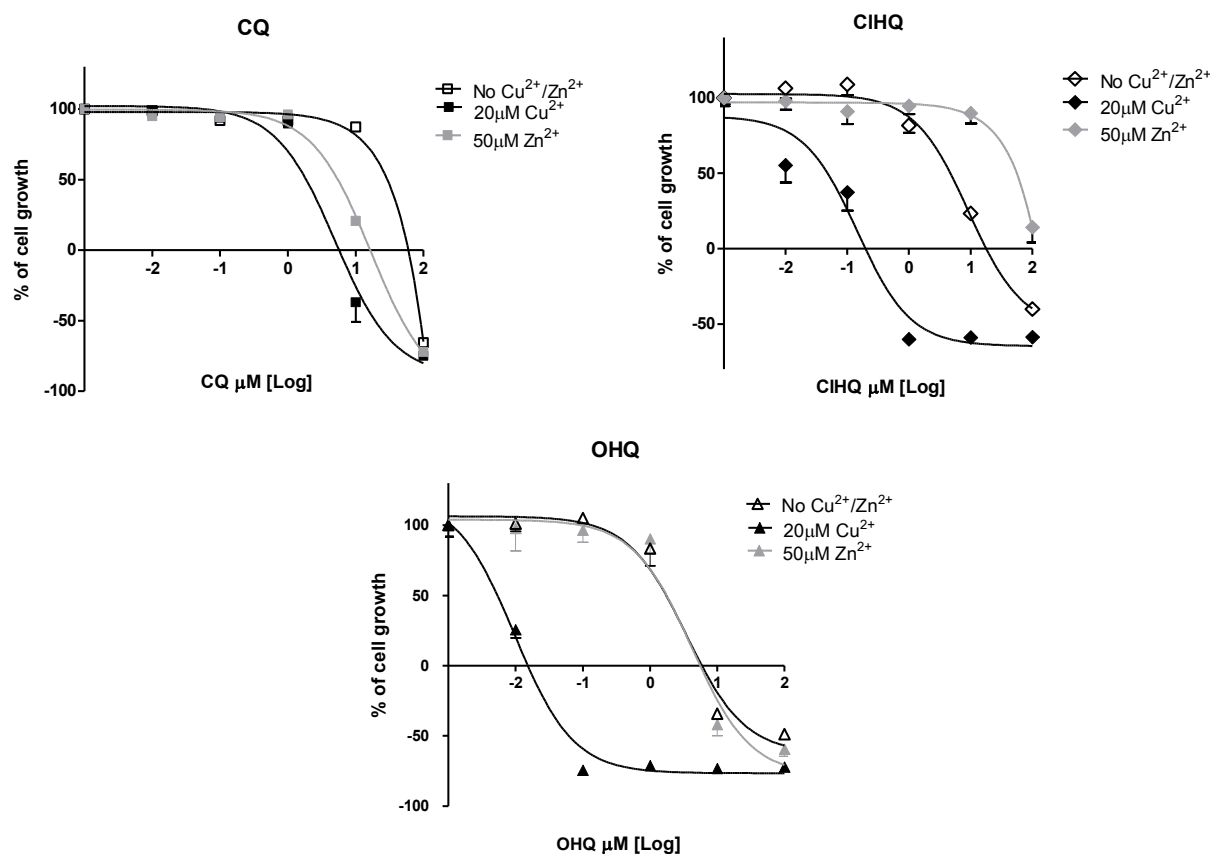 CQ
100
50
0
-50
-100
-2
-1
0
1
2
% of cell growth
CQ μM [Log]
No Cu²⁺/Zn²⁺
20μM Cu²⁺
50μM Zn²⁺
ClHQ
100
50
0
-50
-2
-1
0
1
2
% of cell growth
ClHQ μM [Log]
No Cu²⁺/Zn²⁺
20μM Cu²⁺
50μM Zn²⁺
OHQ
100
50
0
-50
-100
-2
-1
0
1
2
% of cell growth
OHQ μM [Log]
No Cu²⁺/Zn²⁺
20μM Cu²⁺
50μM Zn²⁺